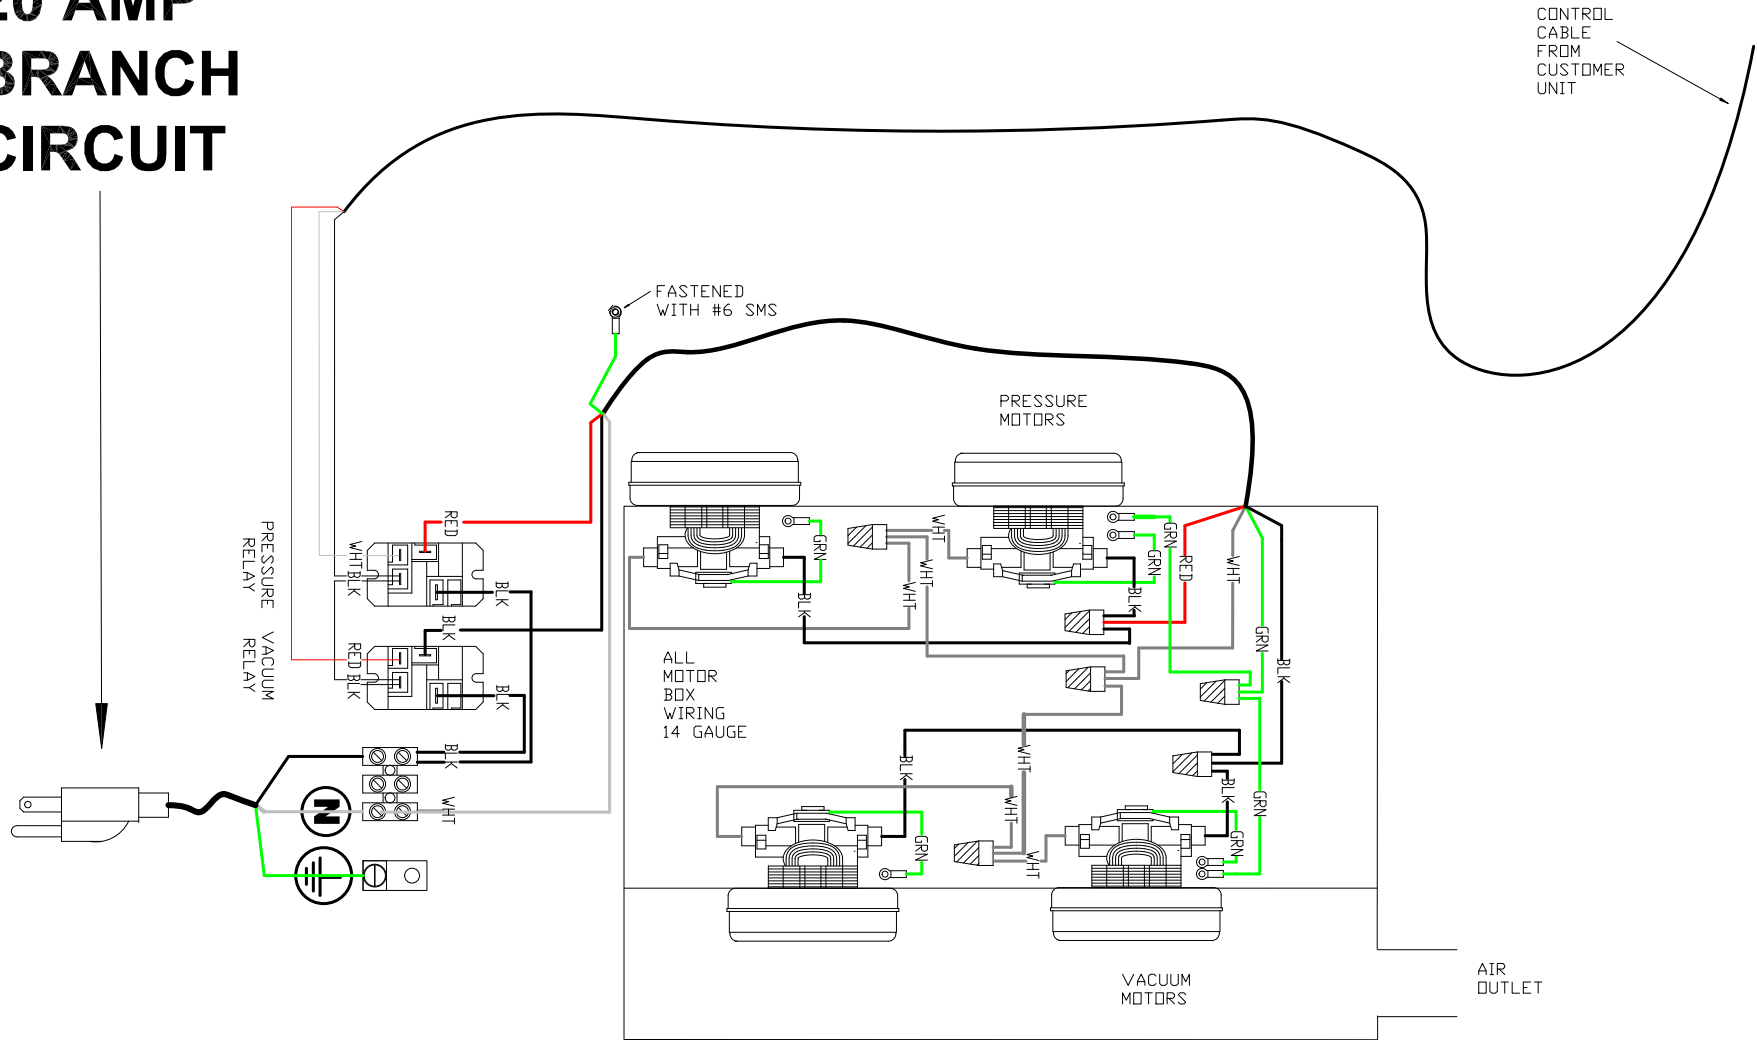 20 AMP
BRANCH
CIRCUIT
CONTROL
CABLE
FROM
CUSTOMER
UNIT
FASTENED
WITH #6 SMS
PRESSURE
MOTORS
PRESSURE
RELAY
VACUUM
RELAY
RED
WHT
BLK
BLK
BLK
RED
BLK
BLK
BLK
WHT
N
GRN
WHT
WHT
WHT
BLK
GRN
GRN
RED
WHT
BLK
GRN
BLK
ALL
MOTOR
BOX
WIRING
14 GAUGE
WHT
BLK
BLK
GRN
WHT
GRN
WHT
GRN
VACUUM
MOTORS
AIR
OUTLET